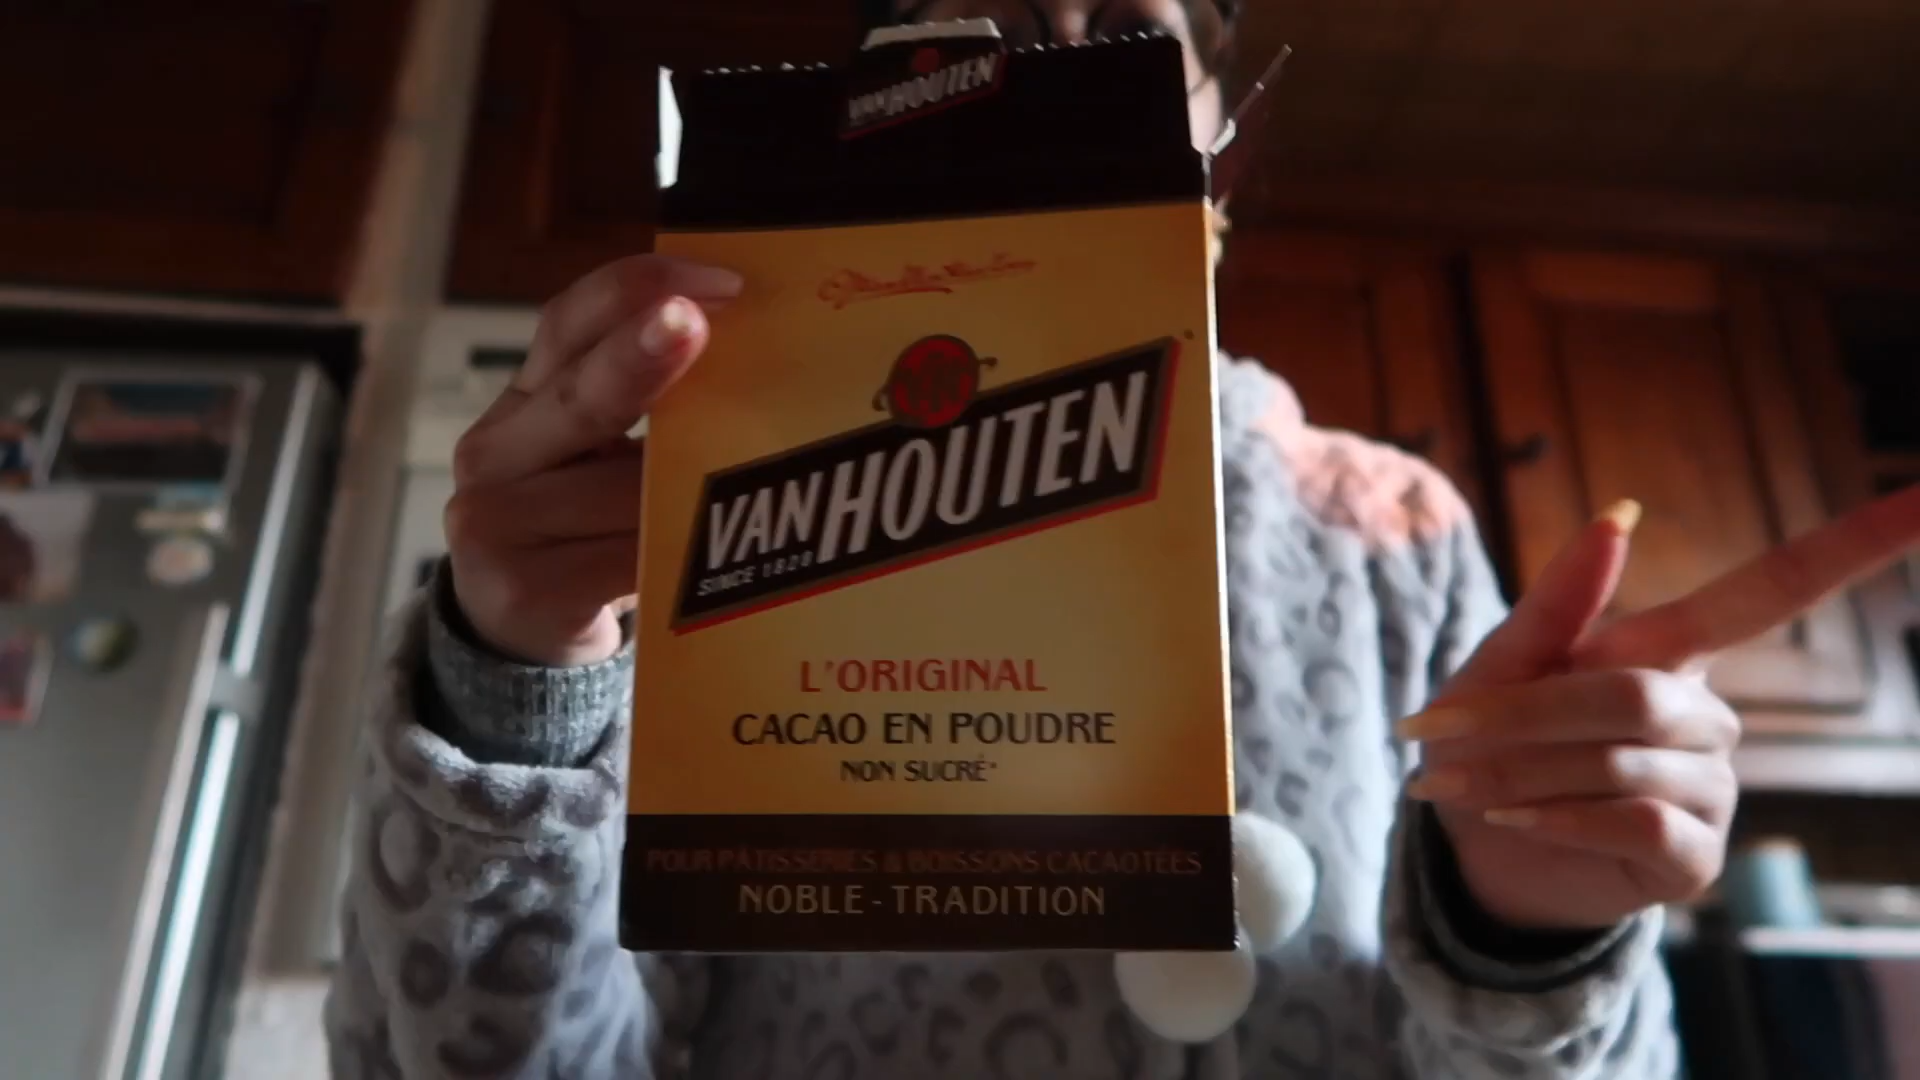 VAN HOUTEN
VAN HOUTEN
SINCE 1828
L'ORIGINAL
CACAO EN POUDRE
NON SUCRÉ*
POUR PÂTISSERIES & BOISSONS CACAOTÉES
NOBLE-TRADITION